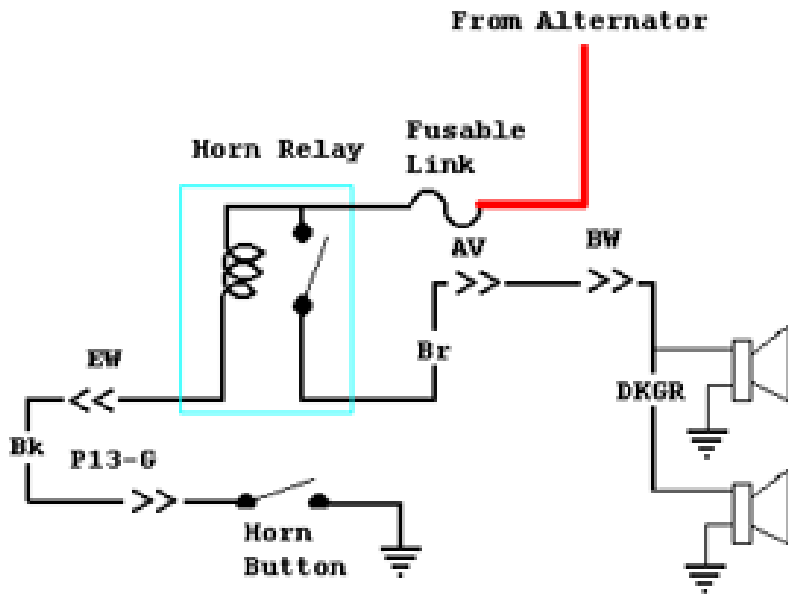 From Alternator
Fusable
Link
Horn Relay
AV
BW
Br
EW
DKGR
Bk
P13-G
Horn
Button